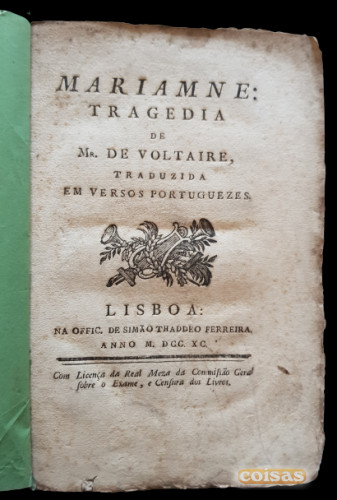 MARIAMNE:
TRAGEDIA
DE
Mr. DE VOLTAIRE,
TRADUZIDA
EM VERSOS PORTUGUEZES.
LISBOA:
NA OFFIC. DE SIMÃO THADDEO FERREIRA.
ANNO M. DCC. XC.
Com Licença da Real Meza da Commissão Geral
sobre o Exame, e Censura dos Livros.
coisas